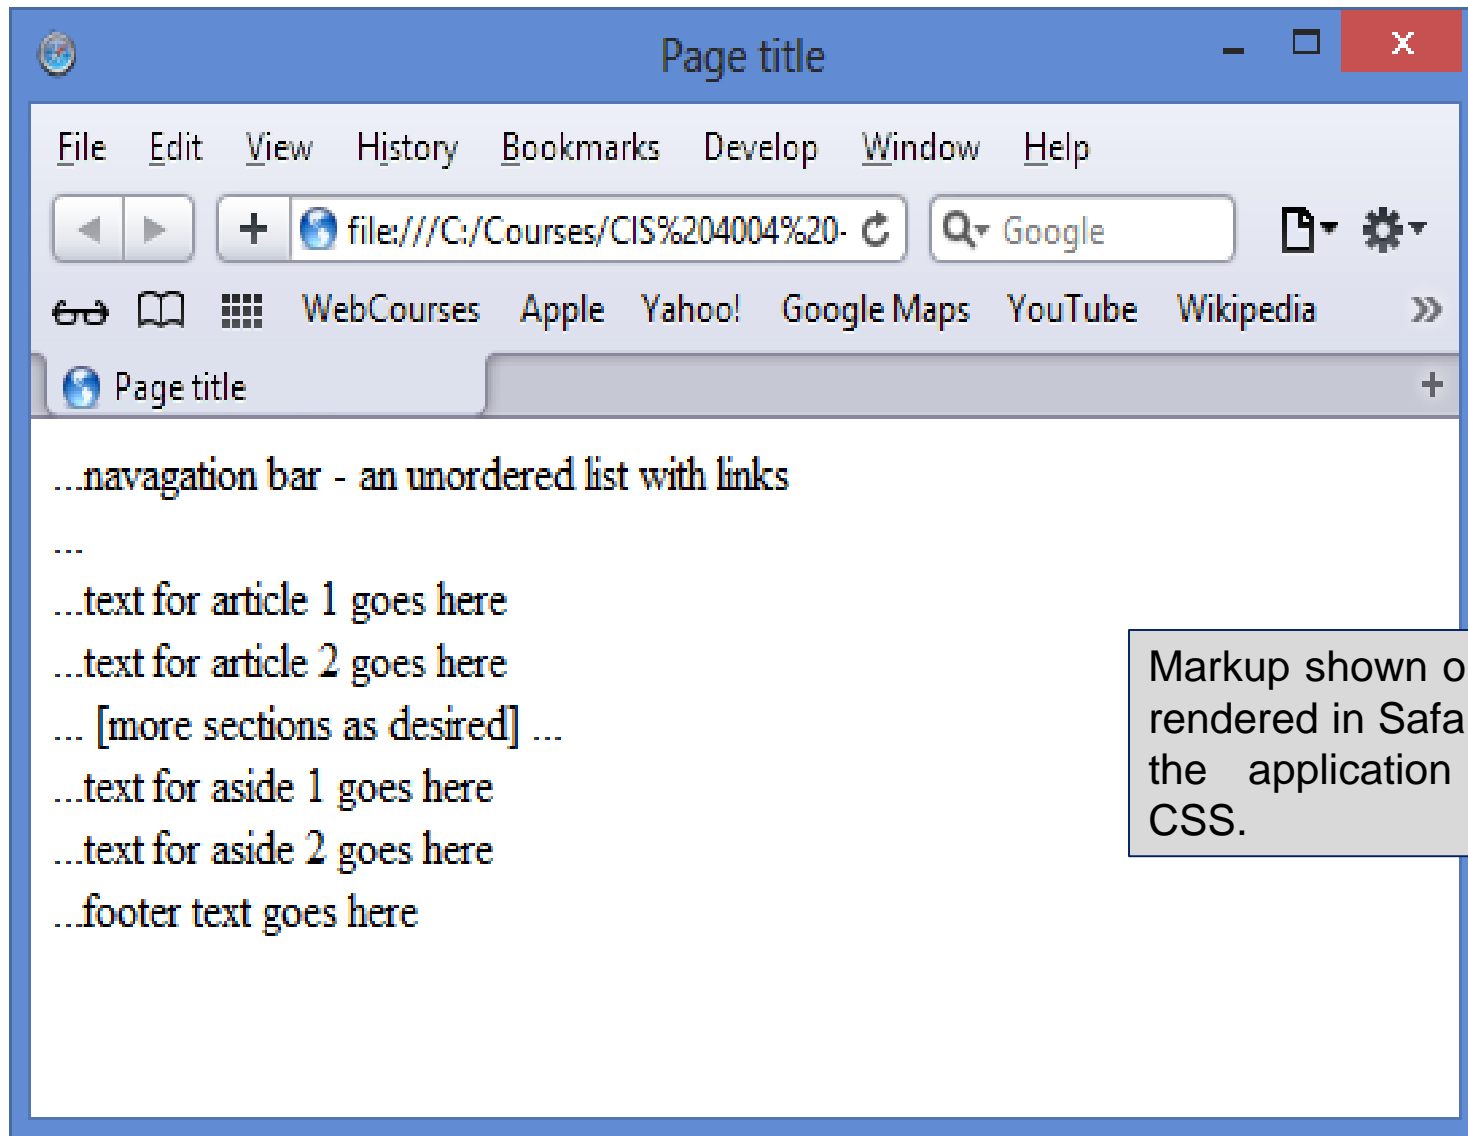 Page title
File Edit View History Bookmarks Develop Window Help
file:///C:/Courses/CIS%204004%20- Google
WebCourses Apple Yahoo! Google Maps YouTube Wikipedia
Page title
...navagation bar - an unordered list with links
...
...text for article 1 goes here
...text for article 2 goes here
... [more sections as desired] ...
...text for aside 1 goes here
...text for aside 2 goes here
...footer text goes here
Markup shown
rendered in
the application
CSS.